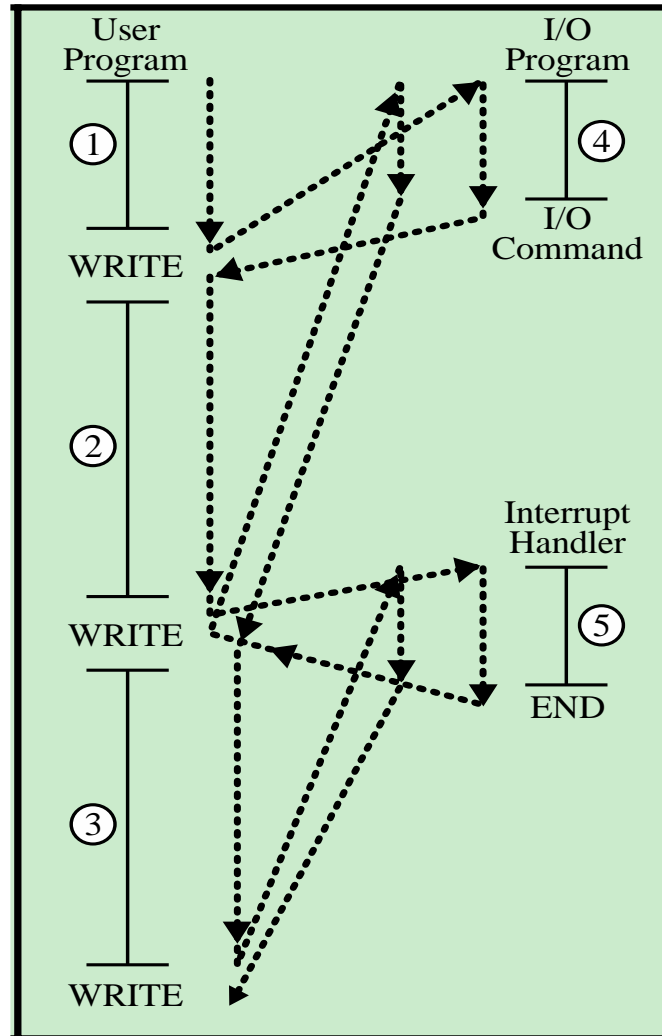 User
Program
1
WRITE
2
WRITE
3
WRITE
I/O
Program
4
I/O
Command
Interrupt
Handler
5
END